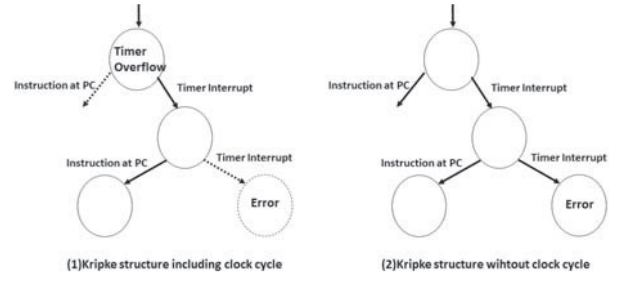 Timer
Overflow
Instruction at PC
Timer Interrupt
Instruction at PC
Timer Interrupt
Error
(1)Kripke structure including clock cycle
Instruction at PC
Timer Interrupt
Instruction at PC
Timer Interrupt
Error
(2)Kripke structure wihtout clock cycle